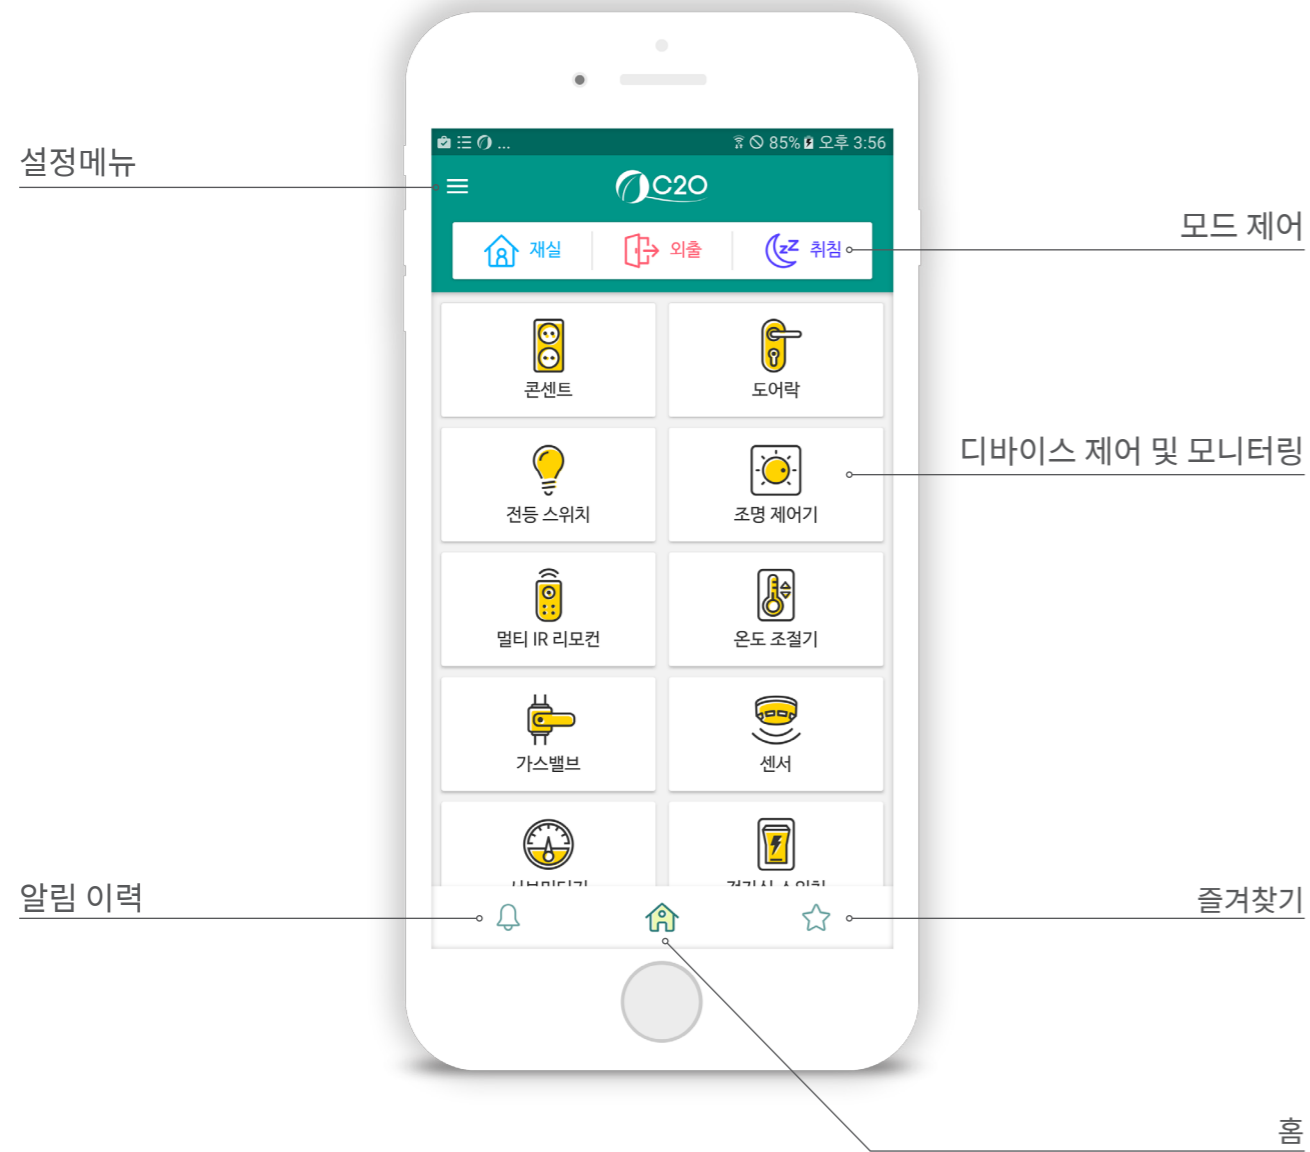 ... 85% 오후 3:56
설정메뉴
C2O
모드 제어
재실 외출 취침
콘센트 도어락
디바이스 제어 및 모니터링
전등 스위치 조명 제어기
멀티 IR 리모컨 온도 조절기
가스밸브 센서
알림 이력
즐겨찾기
홈